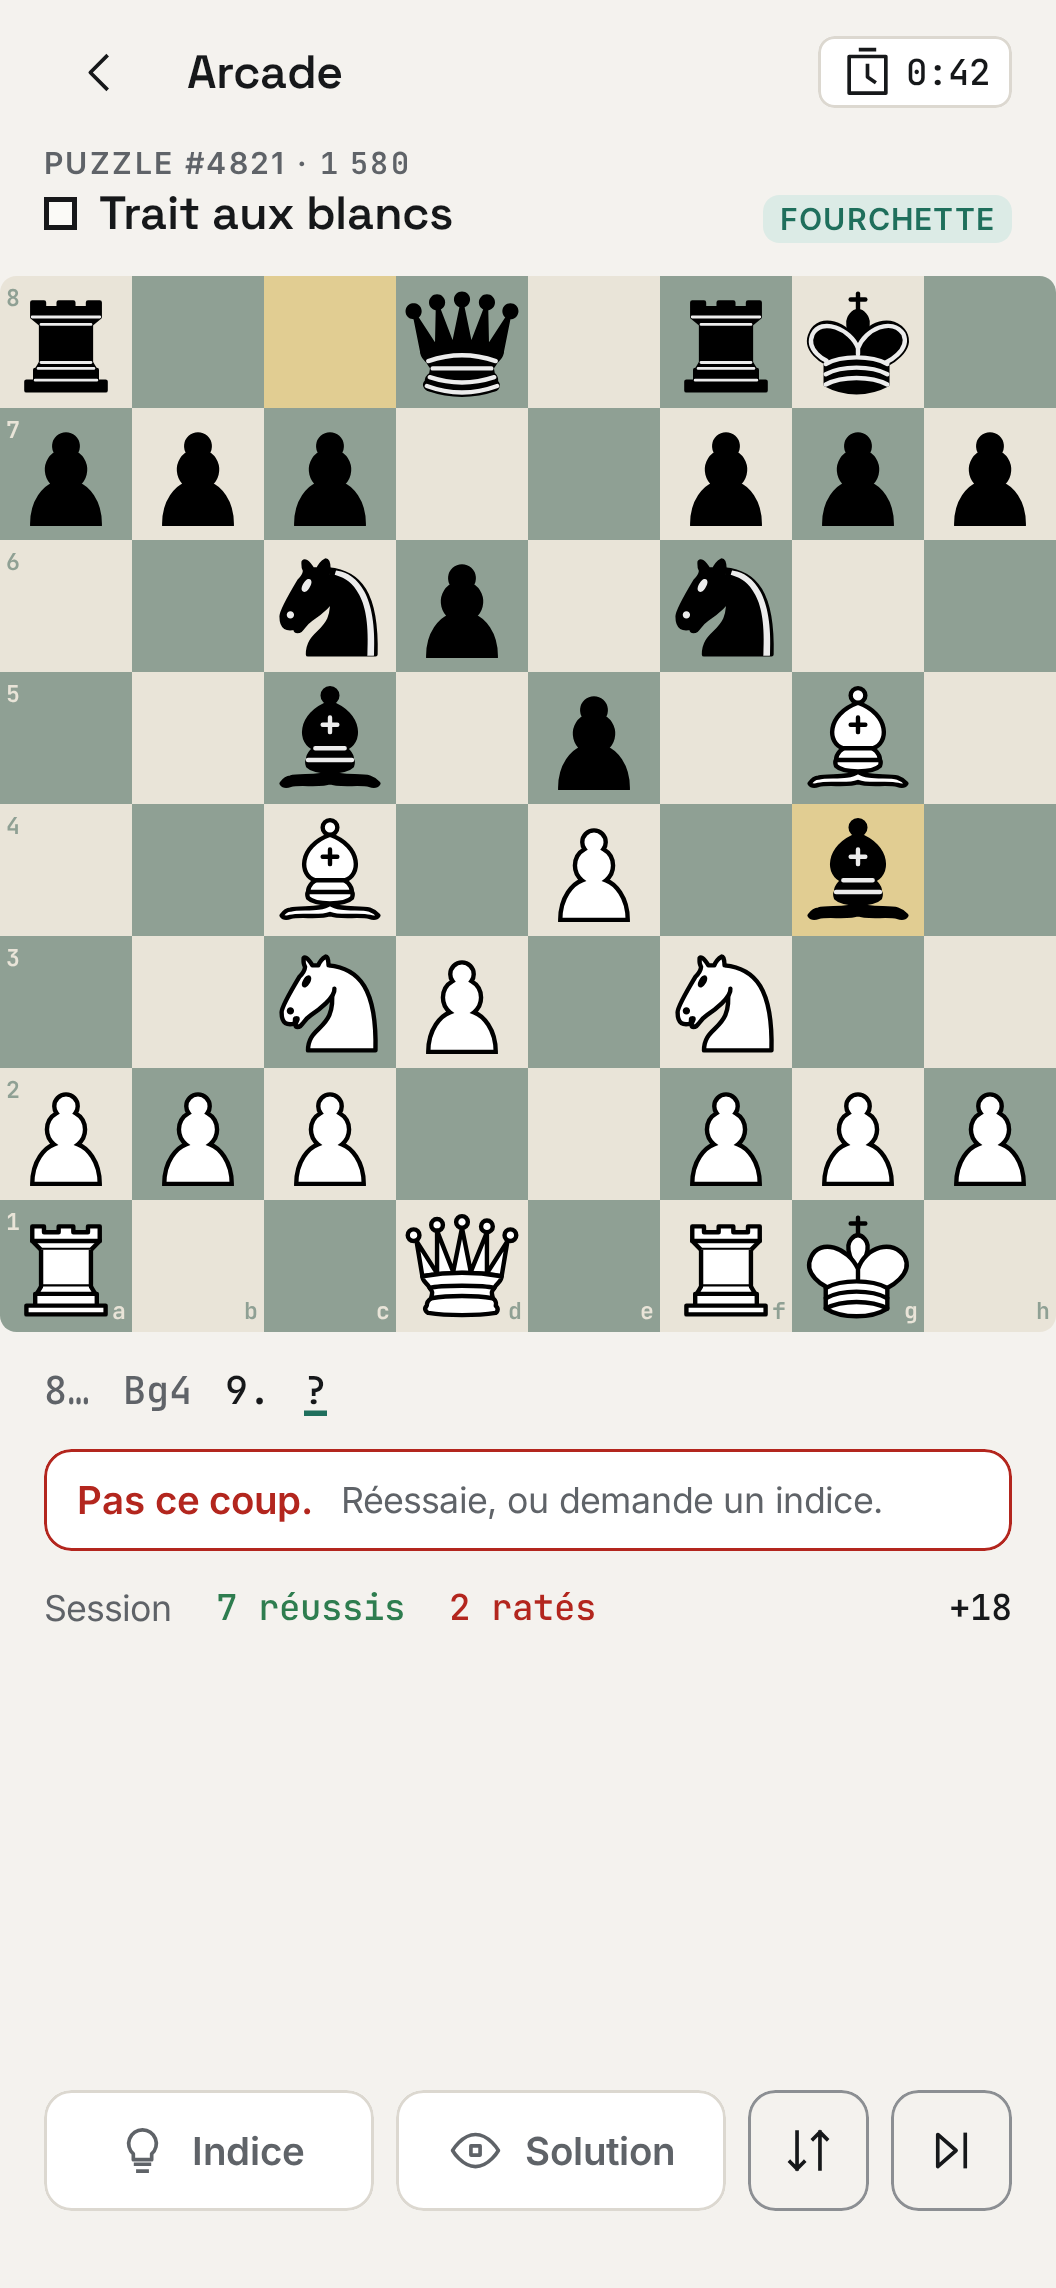 Arcade 0:42
PUZZLE #4821 · 1 580
Trait aux blancs FOURCHETTE
8
7
6
5
4
3
2
1
a b c d e f g h
8… Bg4 9. ?
Pas ce coup. Réessaie, ou demande un indice.
Session 7 réussis 2 ratés +18
Indice Solution